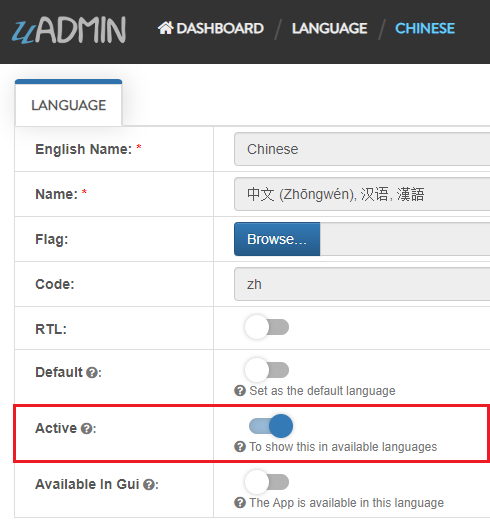 uADMIN DASHBOARD / LANGUAGE / CHINESE
LANGUAGE
English Name: * Chinese
Name: * 中文 (Zhōngwén), 汉语, 漢語
Flag: Browse...
Code: zh
RTL:
Default ?:
? Set as the default language
Active ?:
? To show this in available languages
Available In Gui ?:
? The App is available in this language